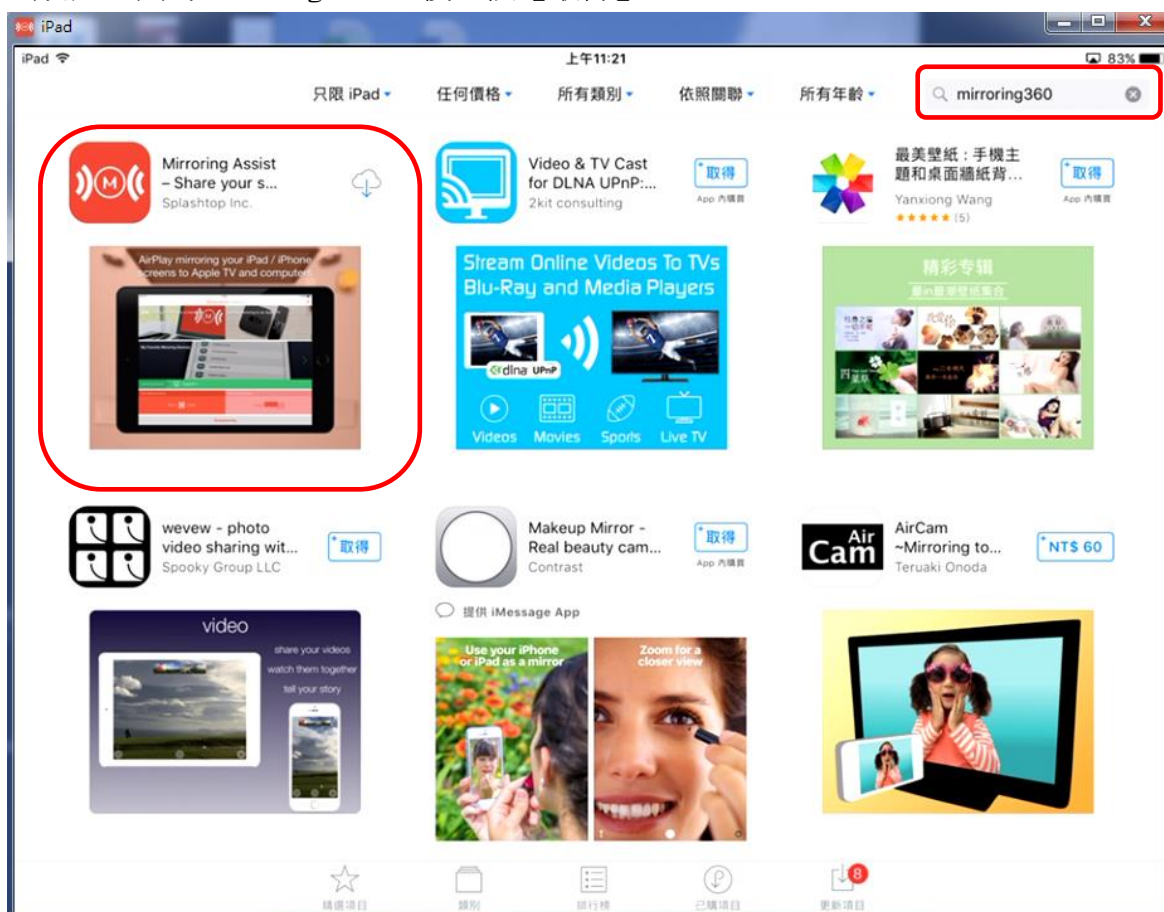 iPad
iPad 上午11:21 83%
只限 iPad 任何價格 所有類別 依照關聯 所有年齡 mirroring360
Mirroring Assist
– Share your s...
Splashtop Inc.
Video & TV Cast
for DLNA UPnP:...
2kit consulting
取得
App 內購買
最美壁紙 : 手機主
題和桌面牆紙背...
Yanxiong Wang
★★★★★ (5)
取得
App 內購買
AirPlay mirroring your iPad / iPhone
screens to Apple TV and computers
Stream Online Videos To TVs
Blu-Ray and Media Players
dlna UPnP
Videos Movies Sports Live TV
精彩专辑
最in最潮壁纸集合
wevew - photo
video sharing wit...
Spooky Group LLC
取得
Makeup Mirror -
Real beauty cam...
Contrast
取得
App 內購買
Air
Cam
AirCam
~Mirroring to...
Teruaki Onoda
NT$ 60
提供 iMessage App
video
share your videos
watch them together
tell your story
Use your iPhone
or iPad as a mirror
Zoom for a
closer view
精選項目 類別 排行榜 已購項目 更新項目
8